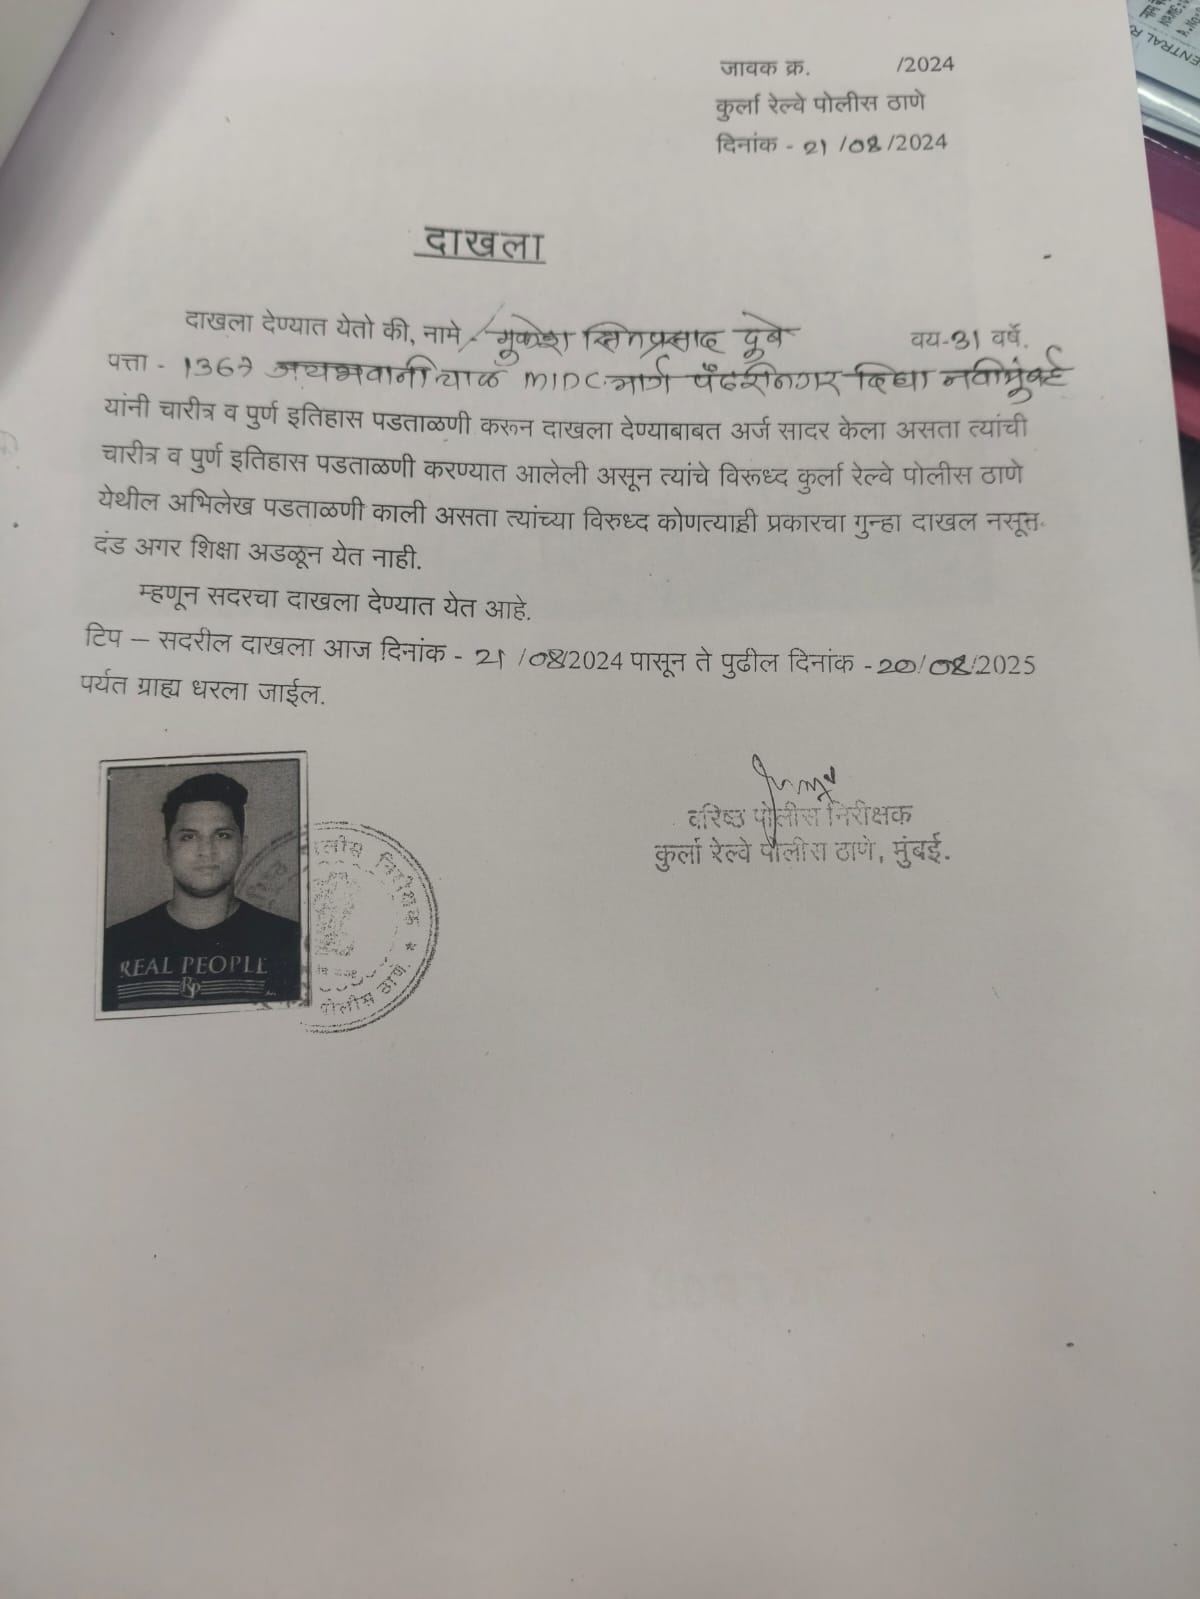 जावक क्र. /2024
कुर्ला रेल्वे पोलीस ठाणे
दिनांक - 21 /08 /2024
दाखला
दाखला देण्यात येतो की, नामे - मुकेश प्रसाद दुबे वय-31 वर्षे.
पत्ता - 1367 जयभवानी चाळ MIDC मार्ग पंढरीनगर दिघा नवीमुंबई
यांनी चारीत्र व पुर्ण इतिहास पडताळणी करून दाखला देण्याबाबत अर्ज सादर केला असता त्यांची
चारीत्र व पुर्ण इतिहास पडताळणी करण्यात आलेली असून त्यांचे विरूध्द कुर्ला रेल्वे पोलीस ठाणे
येथील अभिलेख पडताळणी काली असता त्यांच्या विरुध्द कोणत्याही प्रकारचा गुन्हा दाखल नसून
दंड अगर शिक्षा अडळून येत नाही.
म्हणून सदरचा दाखला देण्यात येत आहे.
टिप – सदरील दाखला आज दिनांक - 21 /08/2024 पासून ते पुढील दिनांक - 20/08/2025
पर्यत ग्राह्य धरला जाईल.
वरिष्ठ पोलीस निरीक्षक
कुर्ला रेल्वे पोलीस ठाणे, मुंबई.
REAL PEOPLE
RP
निरीक्षक *
पोलीस ठाणे